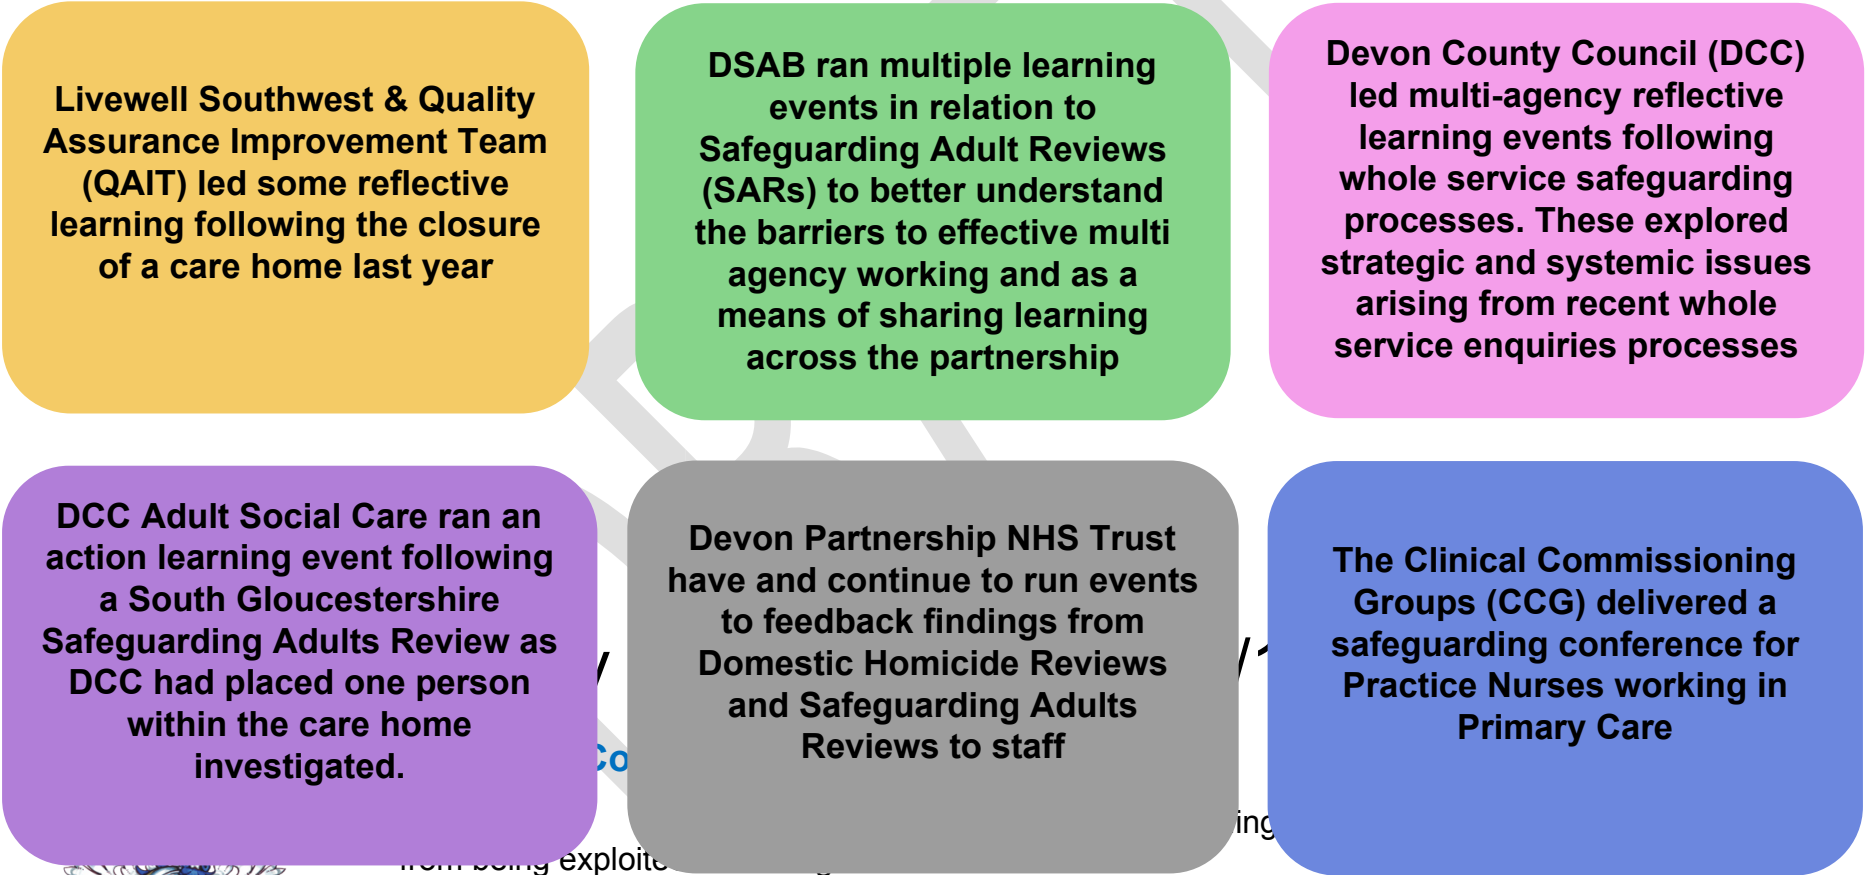 Livewell Southwest & Quality
Assurance Improvement Team
(QAIT) led some reflective
learning following the closure
of a care home last year
DSAB ran multiple learning
events in relation to
Safeguarding Adult Reviews
(SARs) to better understand
the barriers to effective multi
agency working and as a
means of sharing learning
across the partnership
Devon County Council (DCC)
led multi-agency reflective
learning events following
whole service safeguarding
processes. These explored
strategic and systemic issues
arising from recent whole
service enquiries processes
DCC Adult Social Care ran an
action learning event following
a South Gloucestershire
Safeguarding Adults Review as
DCC had placed one person
within the care home
investigated.
Devon Partnership NHS Trust
have and continue to run events
to feedback findings from
Domestic Homicide Reviews
and Safeguarding Adults
Reviews to staff
The Clinical Commissioning
Groups (CCG) delivered a
safeguarding conference for
Practice Nurses working in
Primary Care
from being